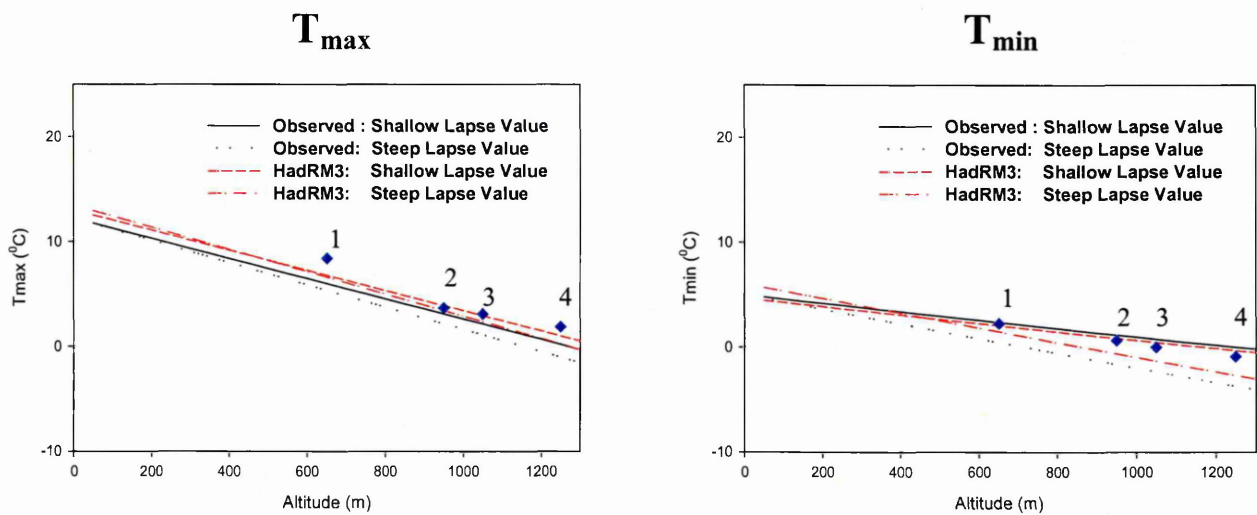 Tmax
20
10
0
-10
Tmax (⁰C)
Observed : Shallow Lapse Value
Observed: Steep Lapse Value
HadRM3: Shallow Lapse Value
HadRM3: Steep Lapse Value
1
2
3
4
0 200 400 600 800 1000 1200
Altitude (m)
Tmin
20
10
0
-10
Tmin (⁰C)
Observed : Shallow Lapse Value
Observed: Steep Lapse Value
HadRM3: Shallow Lapse Value
HadRM3: Steep Lapse Value
1
2
3
4
0 200 400 600 800 1000 1200
Altitude (m)